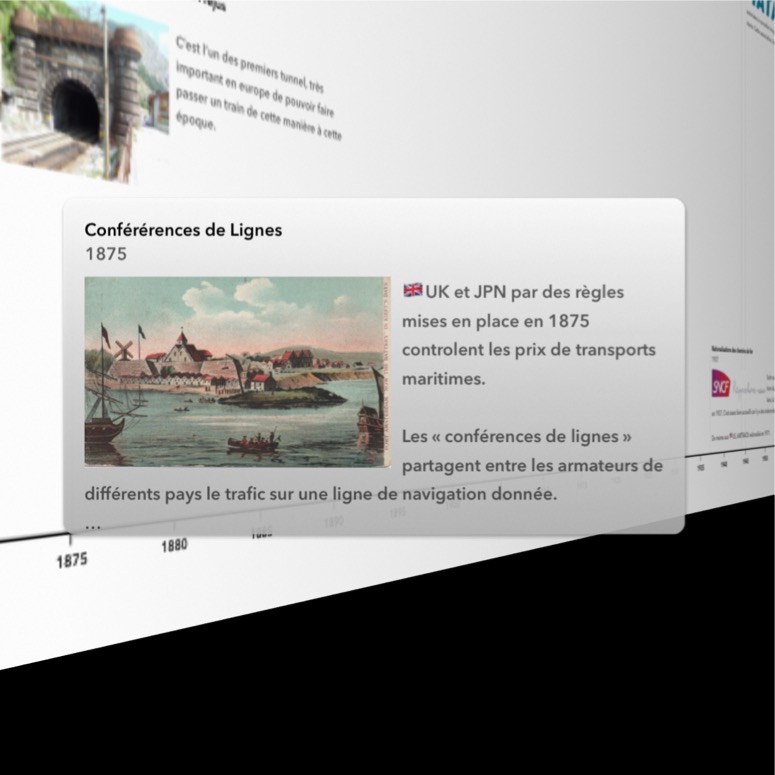 C'est l'un des premiers tunnel, très
important en europe de pouvoir faire
passer un train de cette manière à cette
époque.
Conférérences de Lignes
1875
🇬🇧UK et JPN par des règles
mises en place en 1875
controlent les prix de transports
maritimes.
Les « conférences de lignes »
partagent entre les armateurs de
différents pays le trafic sur une ligne de navigation donnée.
...
SNCF
1875
1880
1885
1890
1895